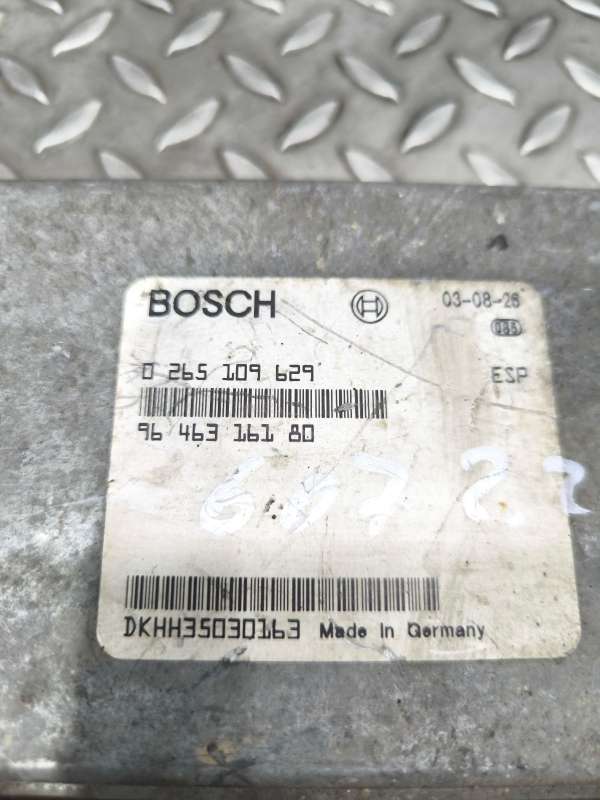 BOSCH 03-08-26
0 265 109 629 ESP
96 463 161 80
DKHH35030163 Made in Germany